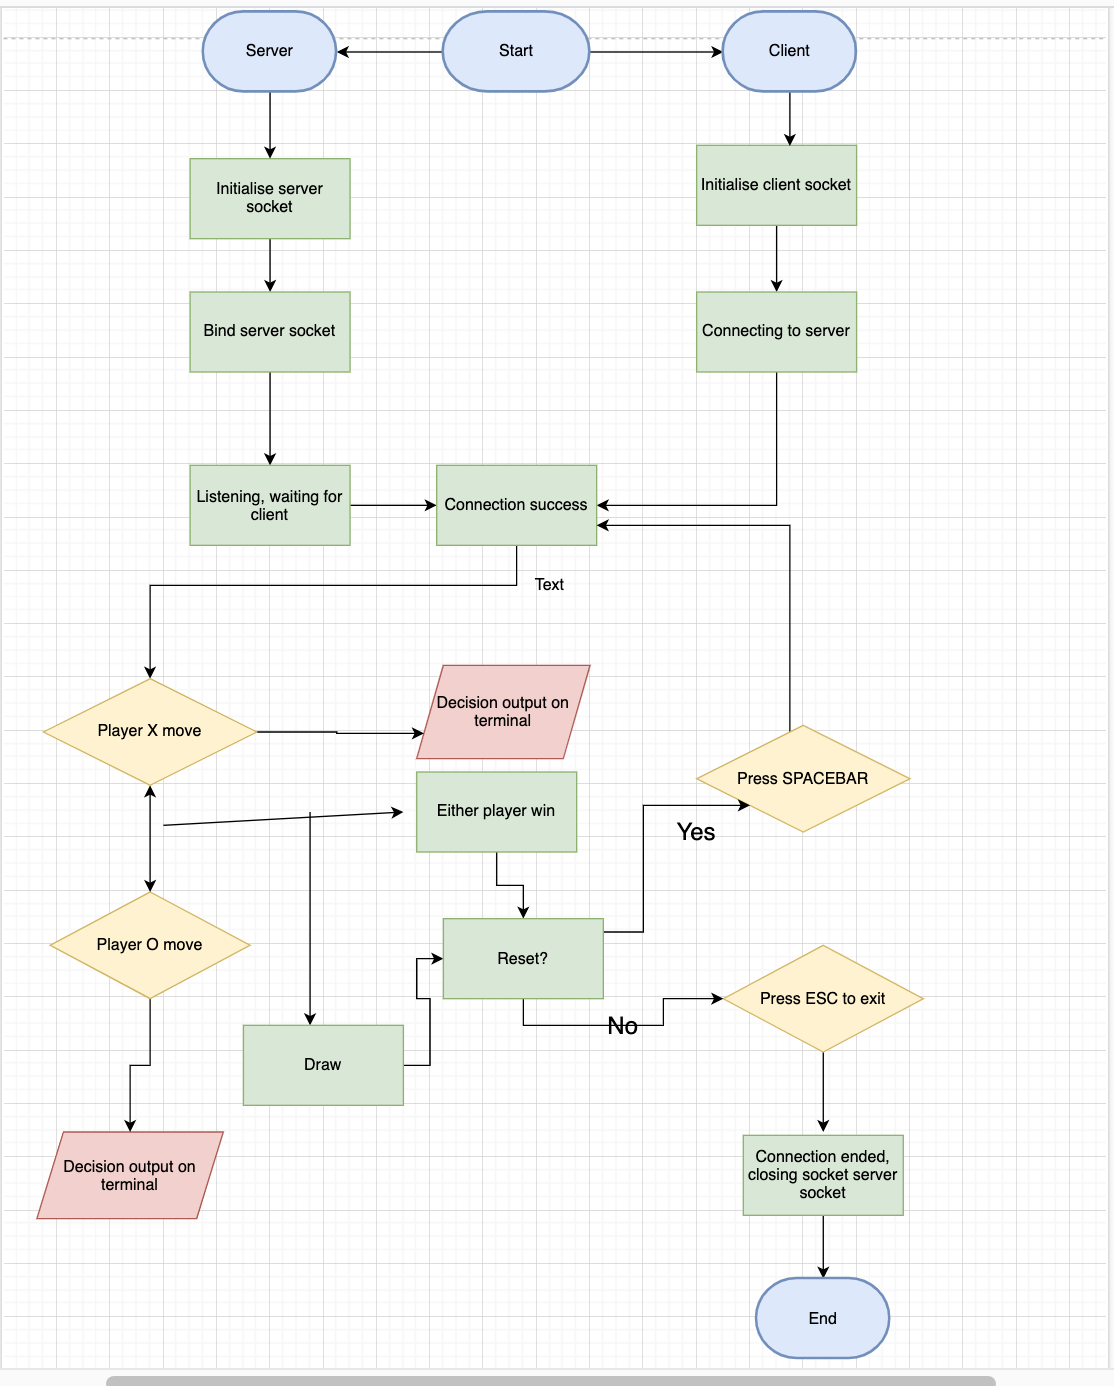 Server
Start
Client
Initialise server
socket
Initialise client socket
Bind server socket
Connecting to server
Listening, waiting for
client
Connection success
Text
Player X move
Decision output on
terminal
Press SPACEBAR
Either player win
Yes
Player O move
Reset?
Press ESC to exit
No
Draw
Decision output on
terminal
Connection ended,
closing socket server
socket
End